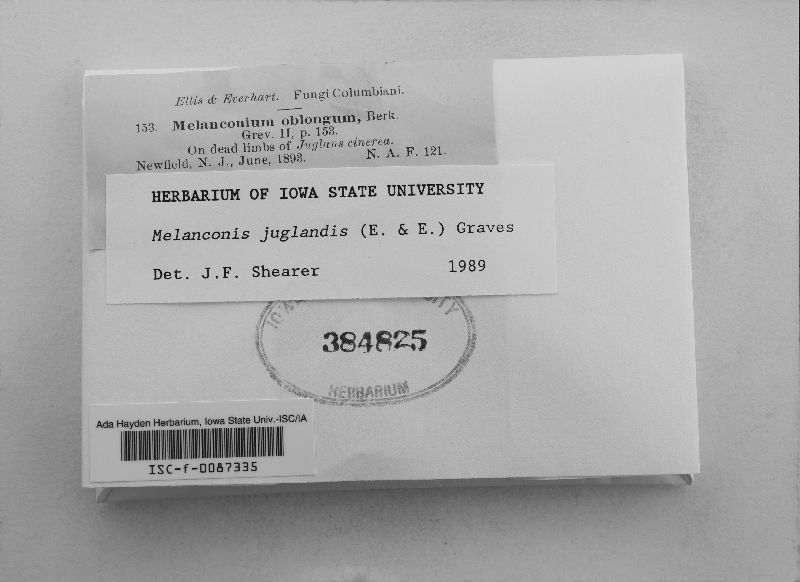 Ellis & Everhart. Fungi Columbiani.
153. Melanconium oblongum, Berk.
Grev. II, p. 153.
On dead limbs of Juglans cinerea.
Newfield, N. J., June, 1893. N. A. F. 121.
HERBARIUM OF IOWA STATE UNIVERSITY
Melanconis juglandis (E. & E.) Graves
Det. J.F. Shearer 1989
384825
HERBARIUM
Ada Hayden Herbarium, Iowa State Univ.-ISC/IA
ISC-f-0087335